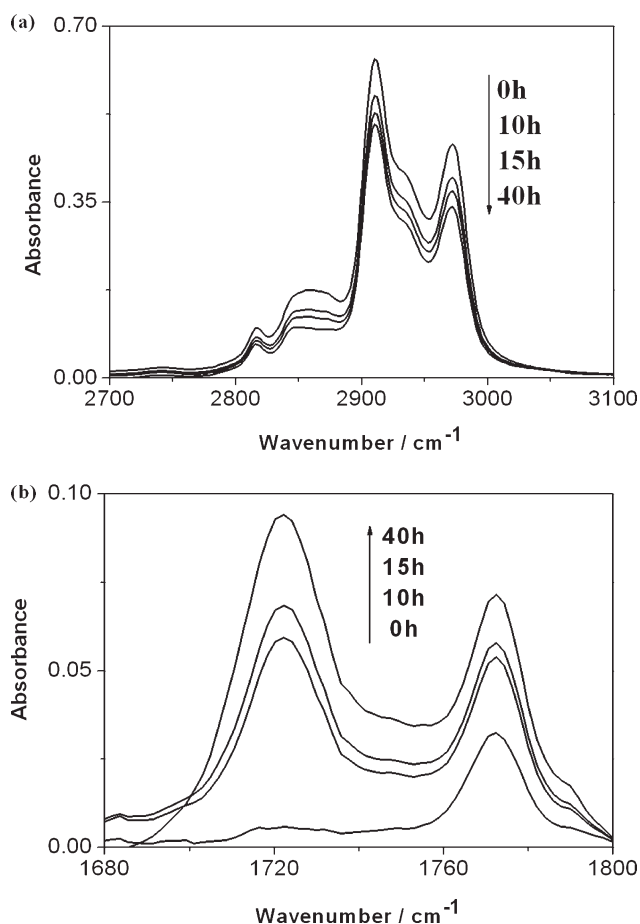 (a)
0.70
0.35
0.00
Absorbance
0h
10h
15h
40h
2700 2800 2900 3000 3100
Wavenumber / cm-1
(b)
0.10
0.05
0.00
Absorbance
40h
15h
10h
0h
1680 1720 1760 1800
Wavenumber / cm-1